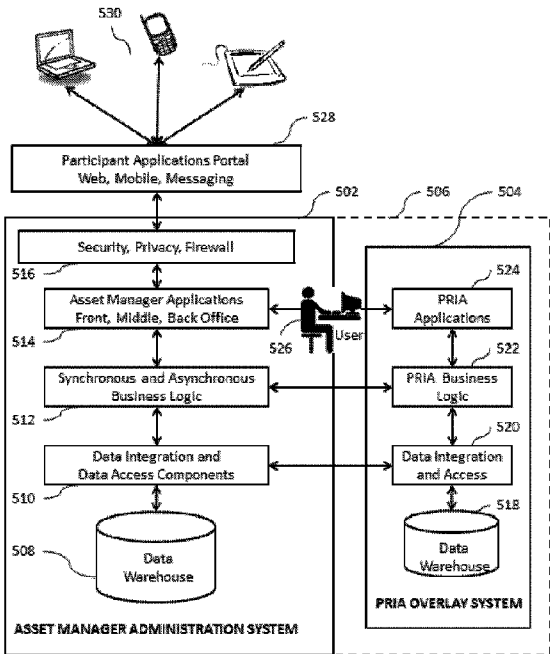 530
528
Participant Applications Portal
Web, Mobile, Messaging
502
506
504
Security, Privacy, Firewall
516
524
Asset Manager Applications
Front, Middle, Back Office
PRIA
Applications
514
526
User
522
Synchronous and Asynchronous
Business Logic
PRIA Business
Logic
512
520
Data Integration and
Data Access Components
Data Integration
and Access
510
518
508
Data
Warehouse
Data
Warehouse
PRIA OVERLAY SYSTEM
ASSET MANAGER ADMINISTRATION SYSTEM